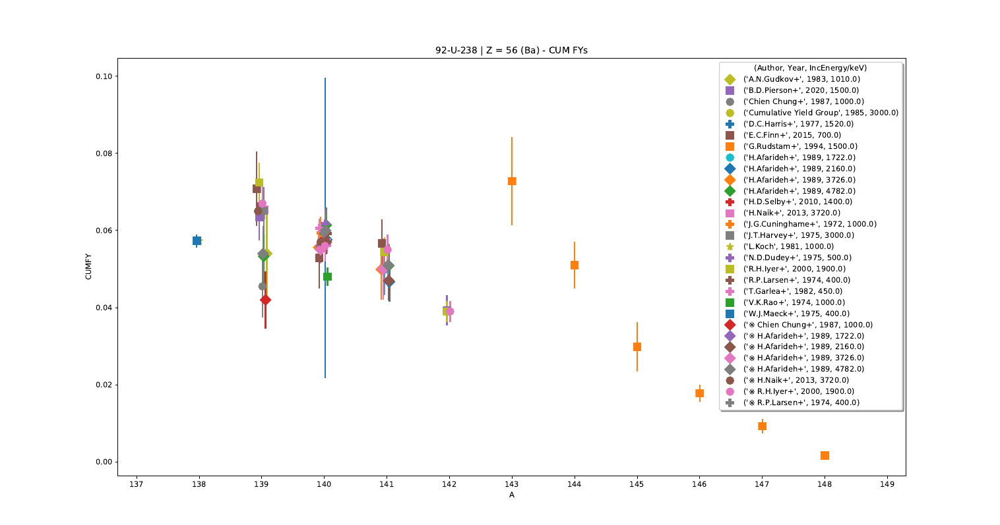 92-U-238 | Z = 56 (Ba) - CUM FYs
(Author, Year, IncEnergy/keV)
('A.N.Gudkov+', 1983, 1010.0)
('B.D.Pierson+', 2020, 1500.0)
('Chien Chung+', 1987, 1000.0)
('Cumulative Yield Group', 1985, 3000.0)
('D.C.Harris+', 1977, 1520.0)
('E.C.Finn+', 2015, 700.0)
('G.Rudstam+', 1994, 1500.0)
('H.Afarideh+', 1989, 1722.0)
('H.Afarideh+', 1989, 2160.0)
('H.Afarideh+', 1989, 3726.0)
('H.Afarideh+', 1989, 4782.0)
('H.D.Selby+', 2010, 1400.0)
('H.Naik+', 2013, 3720.0)
('J.G.Cuninghame+', 1972, 1000.0)
('J.T.Harvey+', 1975, 3000.0)
('L.Koch+', 1981, 1000.0)
('N.D.Dudey+', 1975, 500.0)
('R.H.Iyer+', 2000, 1900.0)
('R.P.Larsen+', 1974, 400.0)
('T.Garlea+', 1982, 450.0)
('V.K.Rao+', 1974, 1000.0)
('W.J.Maeck+', 1975, 400.0)
('※ Chien Chung+', 1987, 1000.0)
('※ H.Afarideh+', 1989, 1722.0)
('※ H.Afarideh+', 1989, 2160.0)
('※ H.Afarideh+', 1989, 3726.0)
('※ H.Afarideh+', 1989, 4782.0)
('※ H.Naik+', 2013, 3720.0)
('※ R.H.Iyer+', 2000, 1900.0)
('※ R.P.Larsen+', 1974, 400.0)
CUMFY
0.10
0.08
0.06
0.04
0.02
0.00
137 138 139 140 141 142 143 144 145 146 147 148 149
A